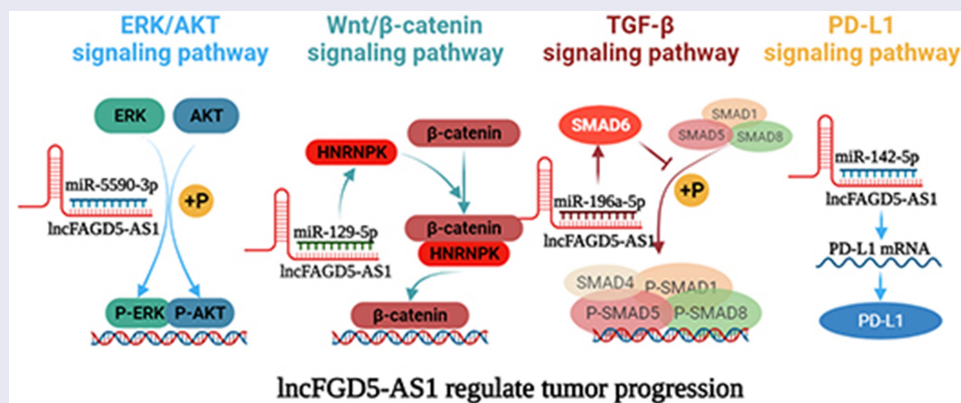 ERK/AKT
signaling pathway
Wnt/β-catenin
signaling pathway
TGF-β
signaling pathway
PD-L1
signaling pathway
ERK
AKT
miR-5590-3p
lncFAGD5-AS1
+P
P-ERK
P-AKT
HNRNPK
β-catenin
miR-129-5p
lncFAGD5-AS1
β-catenin
HNRNPK
β-catenin
SMAD6
SMAD1
SMAD5
SMAD8
miR-196a-5p
lncFAGD5-AS1
+P
SMAD4
P-SMAD1
P-SMAD5
P-SMAD8
miR-142-5p
lncFAGD5-AS1
PD-L1 mRNA
PD-L1
lncFGD5-AS1 regulate tumor progression